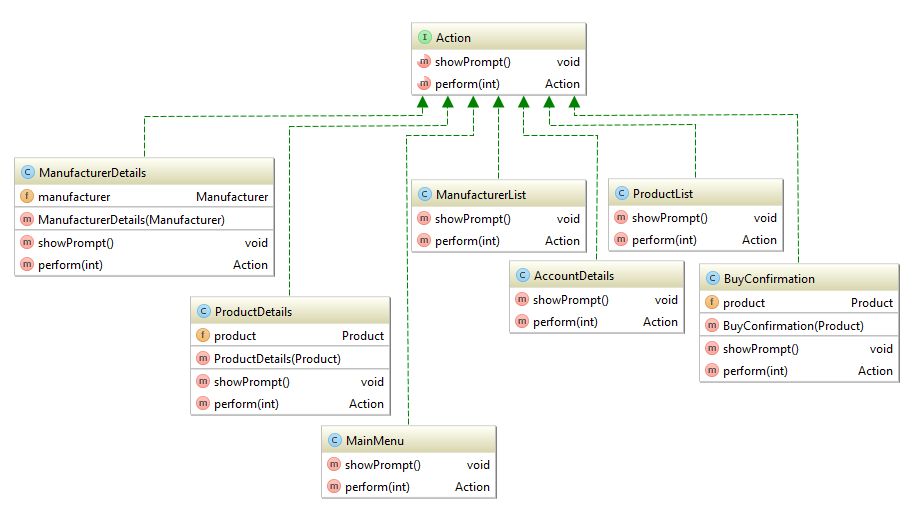 I Action
m showPrompt() void
m perform(int) Action
C ManufacturerDetails
f manufacturer Manufacturer
m ManufacturerDetails(Manufacturer)
m showPrompt() void
m perform(int) Action
C ManufacturerList
m showPrompt() void
m perform(int) Action
C ProductList
m showPrompt() void
m perform(int) Action
C AccountDetails
m showPrompt() void
m perform(int) Action
C BuyConfirmation
f product Product
m BuyConfirmation(Product)
m showPrompt() void
m perform(int) Action
C ProductDetails
f product Product
m ProductDetails(Product)
m showPrompt() void
m perform(int) Action
C MainMenu
m showPrompt() void
m perform(int) Action